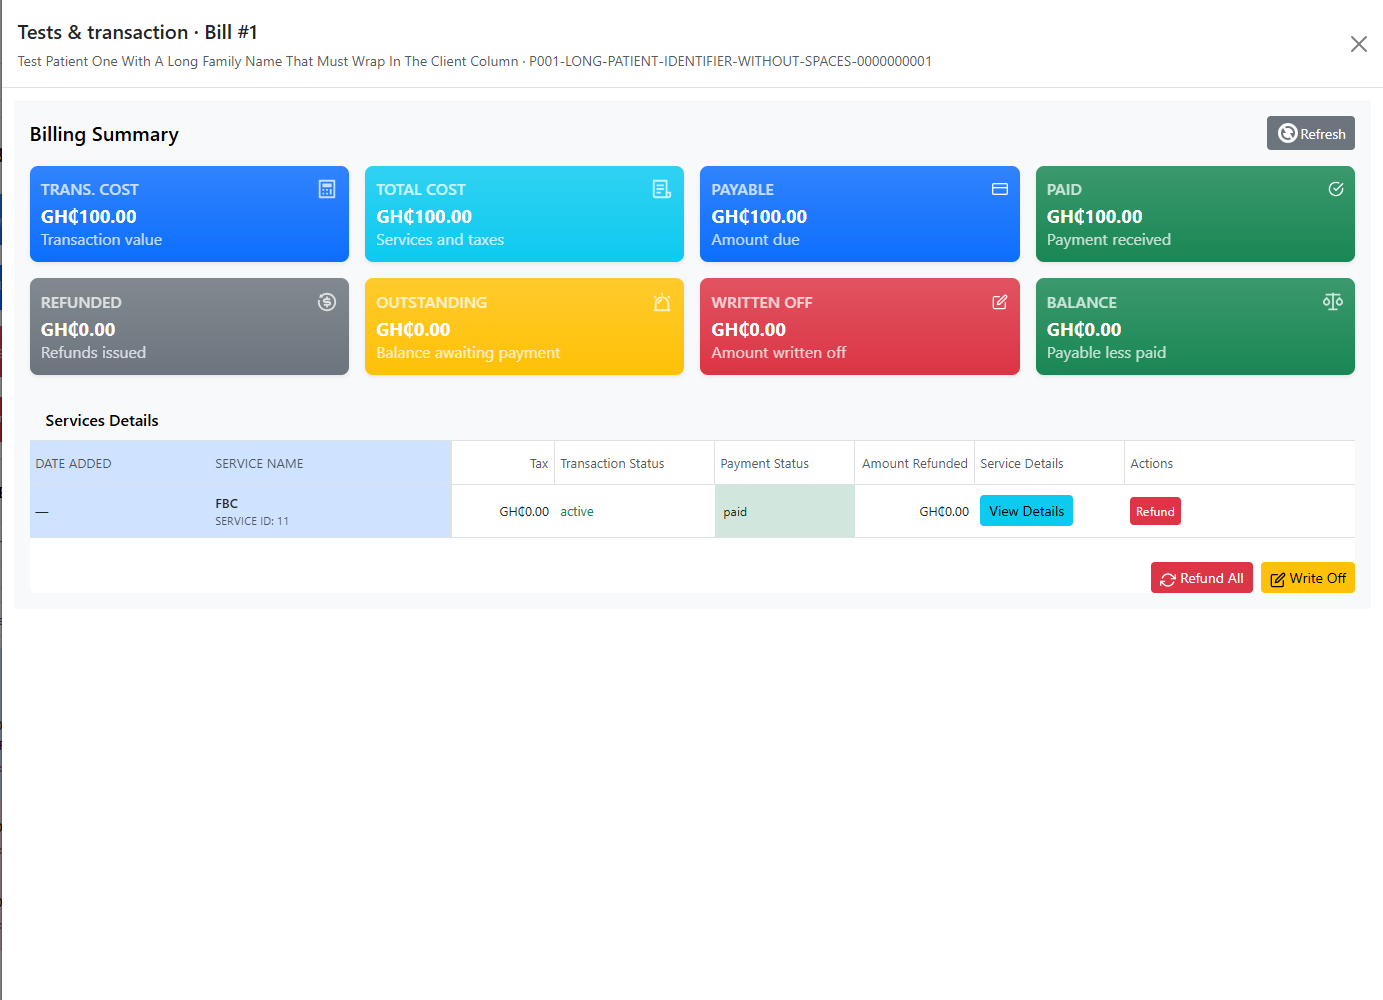 Tests & transaction · Bill #1
Test Patient One With A Long Family Name That Must Wrap In The Client Column · P001-LONG-PATIENT-IDENTIFIER-WITHOUT-SPACES-0000000001
Billing Summary
Refresh
TRANS. COST
GH₵100.00
Transaction value
TOTAL COST
GH₵100.00
Services and taxes
PAYABLE
GH₵100.00
Amount due
PAID
GH₵100.00
Payment received
REFUNDED
GH₵0.00
Refunds issued
OUTSTANDING
GH₵0.00
Balance awaiting payment
WRITTEN OFF
GH₵0.00
Amount written off
BALANCE
GH₵0.00
Payable less paid
Services Details
DATE ADDED SERVICE NAME Tax Transaction Status Payment Status Amount Refunded Service Details Actions
— FBC GH₵0.00 active paid GH₵0.00 View Details Refund
SERVICE ID: 11
Refund All Write Off